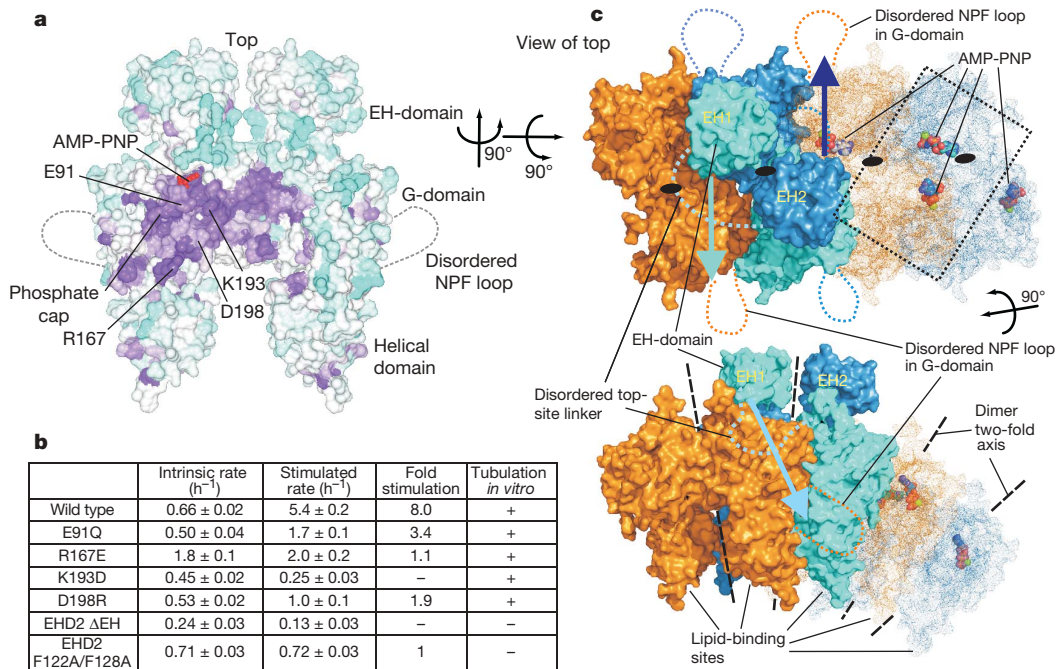 a
Top
EH-domain
AMP-PNP
E91
G-domain
Disordered
NPF loop
K193
D198
Phosphate
cap
R167
Helical
domain
90°
90°
b
Intrinsic rate (h⁻¹) Stimulated rate (h⁻¹) Fold stimulation Tubulation in vitro
Wild type 0.66 ± 0.02 5.4 ± 0.2 8.0 +
E91Q 0.50 ± 0.04 1.7 ± 0.1 3.4 +
R167E 1.8 ± 0.1 2.0 ± 0.2 1.1 +
K193D 0.45 ± 0.02 0.25 ± 0.03 – +
D198R 0.53 ± 0.02 1.0 ± 0.1 1.9 +
EHD2 ΔEH 0.24 ± 0.03 0.13 ± 0.03 – –
EHD2 F122A/F128A 0.71 ± 0.03 0.72 ± 0.03 1 –
c
View of top
Disordered NPF loop
in G-domain
AMP-PNP
EH1
EH2
90°
EH-domain
Disordered NPF loop
in G-domain
EH1
EH2
Disordered top-
site linker
Dimer
two-fold
axis
Lipid-binding
sites